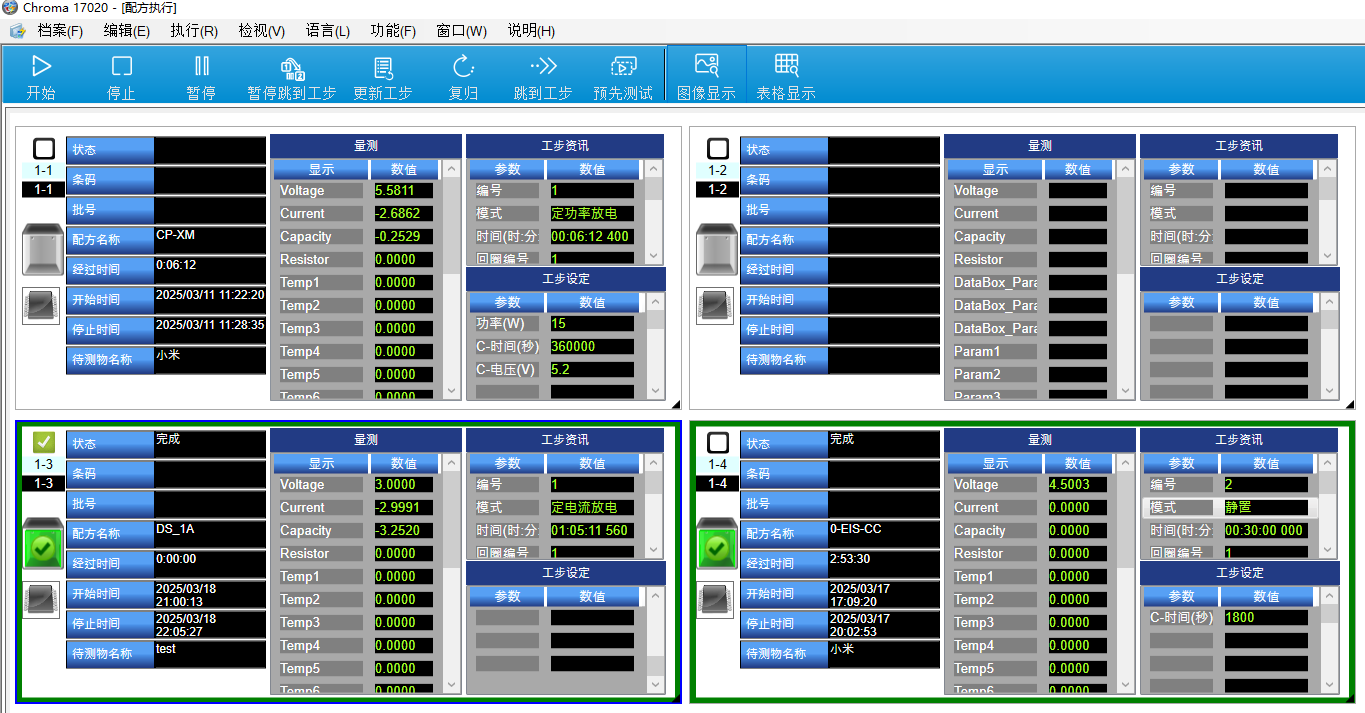 Chroma 17020 - [配方执行]
档案(F) 编辑(E) 执行(R) 检视(V) 语言(L) 功能(F) 窗口(W) 说明(H)
开始 停止 暂停 暂停跳到工步 更新工步 复归 跳到工步 预先测试 图像显示 表格显示
1-1
1-1
状态
条码
批号
配方名称 CP-XM
经过时间 0:06:12
开始时间 2025/03/11 11:22:20
停止时间 2025/03/11 11:28:35
待测物名称 小米
量测
显示 数值
Voltage 5.5811
Current -2.6862
Capacity -0.2529
Resistor 0.0000
Temp1 0.0000
Temp2 0.0000
Temp3 0.0000
Temp4 0.0000
Temp5 0.0000
Temp6 0.0000
工步资讯
参数 数值
编号 1
模式 定功率放电
时间(时:分: 00:06:12 400
回圈编号 1
工步设定
参数 数值
功率(W) 15
C-时间(秒) 360000
C-电压(V) 5.2
1-2
1-2
状态
条码
批号
配方名称
经过时间
开始时间
停止时间
待测物名称
量测
显示 数值
Voltage
Current
Capacity
Resistor
DataBox_Para
DataBox_Para
DataBox_Para
Param1
Param2
Param3
工步资讯
参数 数值
编号
模式
时间(时:分:
回圈编号
工步设定
参数 数值
1-3
1-3
状态 完成
条码
批号
配方名称 DS_1A
经过时间 0:00:00
开始时间 2025/03/18
21:00:13
停止时间 2025/03/18
22:05:27
待测物名称 test
量测
显示 数值
Voltage 3.0000
Current -2.9991
Capacity -3.2520
Resistor 0.0000
Temp1 0.0000
Temp2 0.0000
Temp3 0.0000
Temp4 0.0000
Temp5 0.0000
Temp6 0.0000
工步资讯
参数 数值
编号 1
模式 定电流放电
时间(时:分: 01:05:11 560
回圈编号 1
工步设定
参数 数值
1-4
1-4
状态 完成
条码
批号
配方名称 0-EIS-CC
经过时间 2:53:30
开始时间 2025/03/17
17:09:20
停止时间 2025/03/17
20:02:53
待测物名称 小米
量测
显示 数值
Voltage 4.5003
Current 0.0000
Capacity 0.0000
Resistor 0.0000
Temp1 0.0000
Temp2 0.0000
Temp3 0.0000
Temp4 0.0000
Temp5 0.0000
Temp6 0.0000
工步资讯
参数 数值
编号 2
模式 静置
时间(时:分: 00:30:00 000
回圈编号 1
工步设定
参数 数值
C-时间(秒) 1800